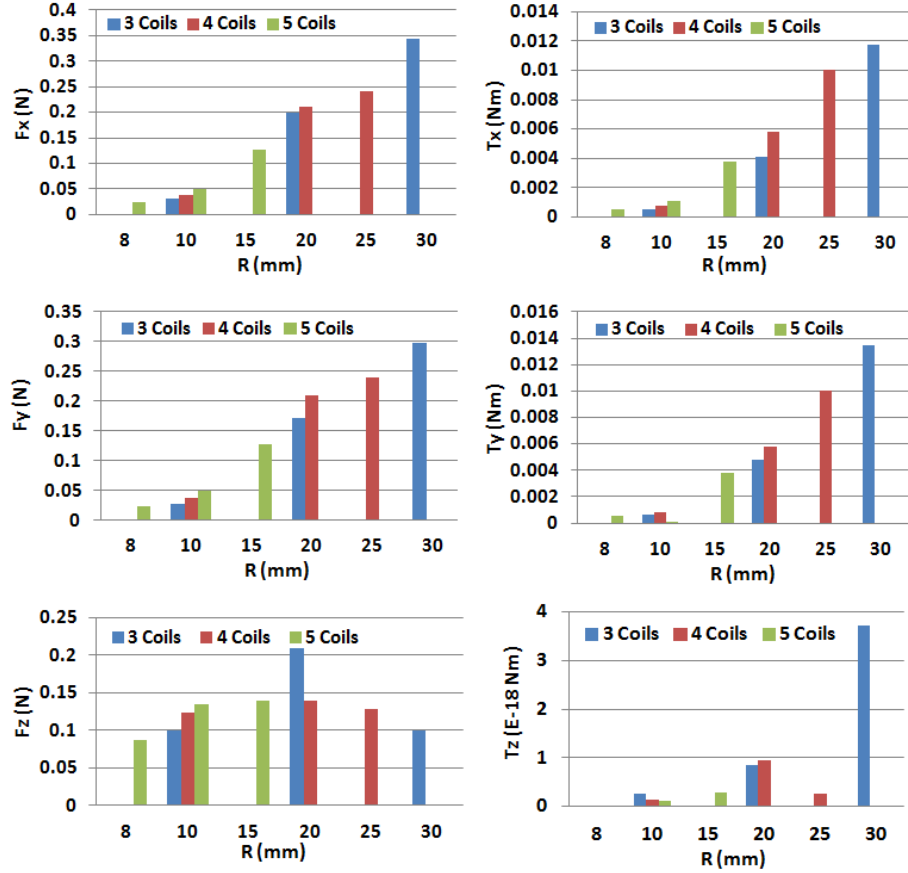 0.4
0.35
0.3
0.25
0.2
0.15
0.1
0.05
0
Fx (N)
3 Coils 4 Coils 5 Coils
8 10 15 20 25 30
R (mm)
0.014
0.012
0.01
0.008
0.006
0.004
0.002
0
Tx (Nm)
3 Coils 4 Coils 5 Coils
8 10 15 20 25 30
R (mm)
0.35
0.3
0.25
0.2
0.15
0.1
0.05
0
Fy (N)
3 Coils 4 Coils 5 Coils
8 10 15 20 25 30
R (mm)
0.016
0.014
0.012
0.01
0.008
0.006
0.004
0.002
0
Ty (Nm)
3 Coils 4 Coils 5 Coils
8 10 15 20 25 30
R (mm)
0.25
0.2
0.15
0.1
0.05
0
Fz (N)
3 Coils 4 Coils 5 Coils
8 10 15 20 25 30
R (mm)
4
3
2
1
0
Tz (E-18 Nm)
3 Coils 4 Coils 5 Coils
8 10 15 20 25 30
R (mm)